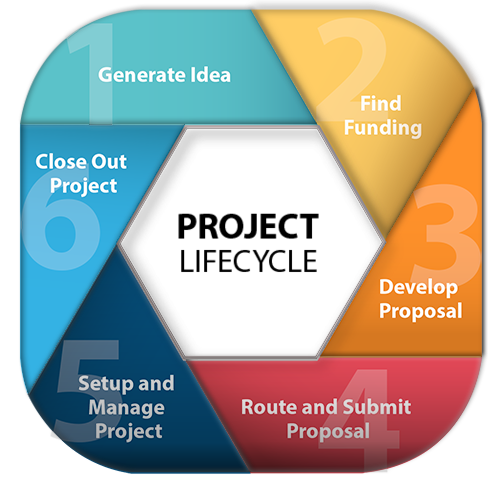 1
Generate Idea
2
Find
Funding
3
Develop
Proposal
4
Route and Submit
Proposal
5
Setup and
Manage
Project
6
Close Out
Project
PROJECT
LIFECYCLE